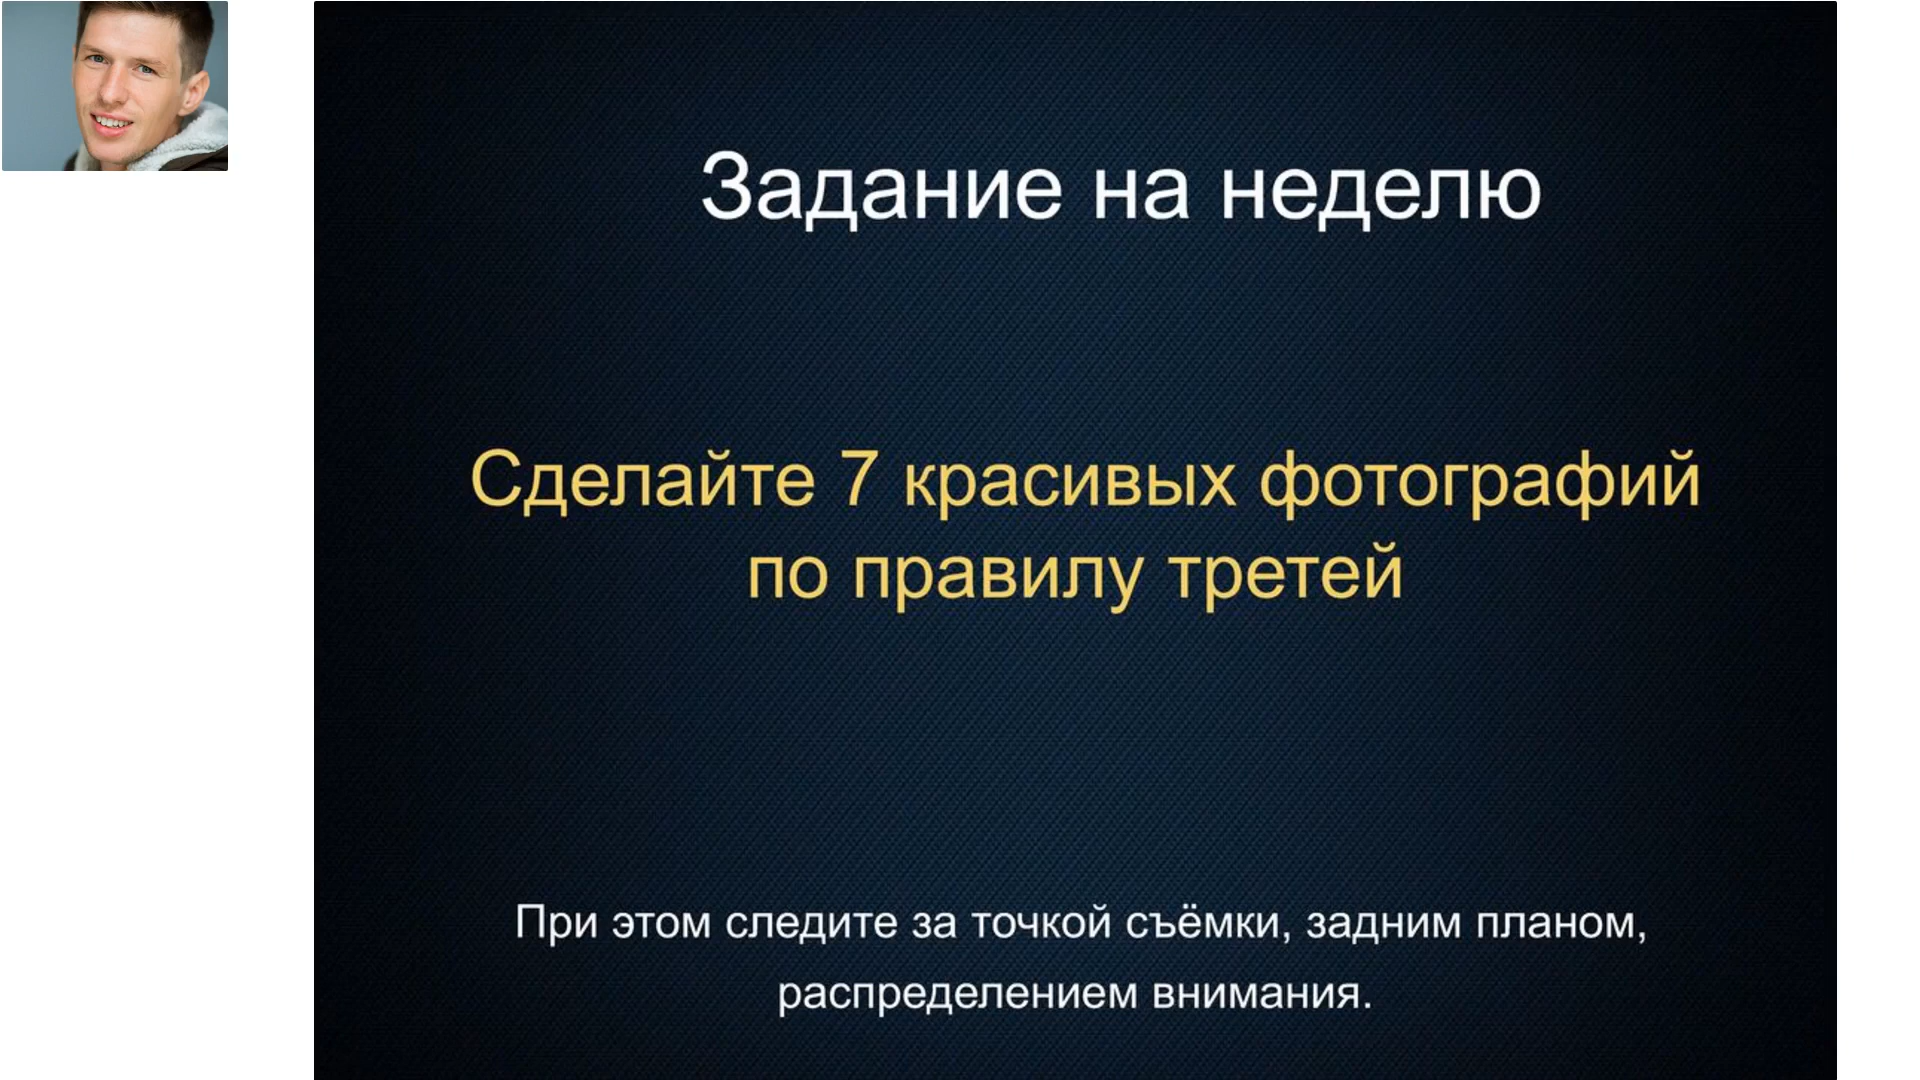 Задание на неделю
Сделайте 7 красивых фотографий
по правилу третей
При этом следите за точкой съёмки, задним планом,
распределением внимания.